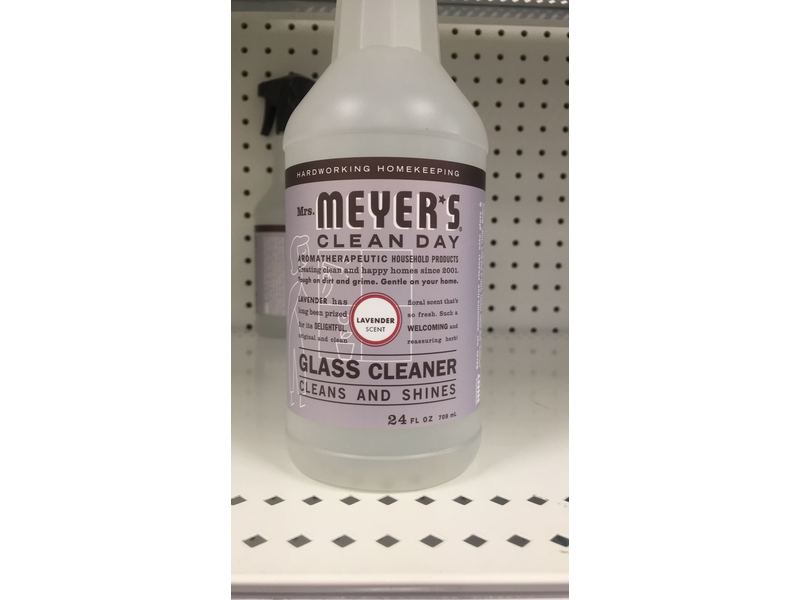 HARDWORKING HOMEKEEPING
Mrs. MEYER'S®
CLEAN DAY
AROMATHERAPEUTIC HOUSEHOLD PRODUCTS
Creating clean and happy homes since 2001.
Tough on dirt and grime. Gentle on your home.
LAVENDER has floral scent that's
long been prized so fresh. Such a
for its DELIGHTFUL, WELCOMING and
original and clean reassuring herb!
LAVENDER
SCENT
GLASS CLEANER
CLEANS AND SHINES
24 FL OZ 709 mL